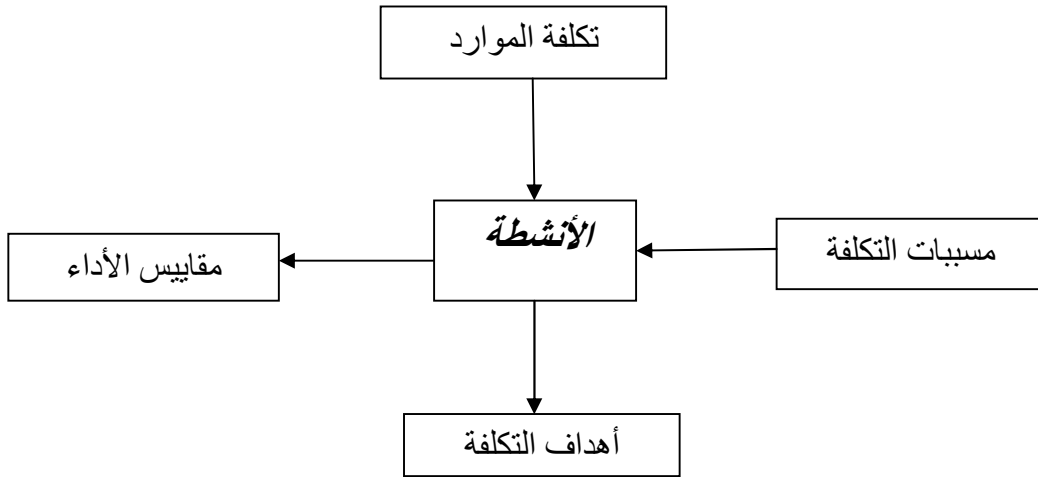 تكلفة الموارد
الأنشطة
مسببات التكلفة
مقاييس الأداء
أهداف التكلفة